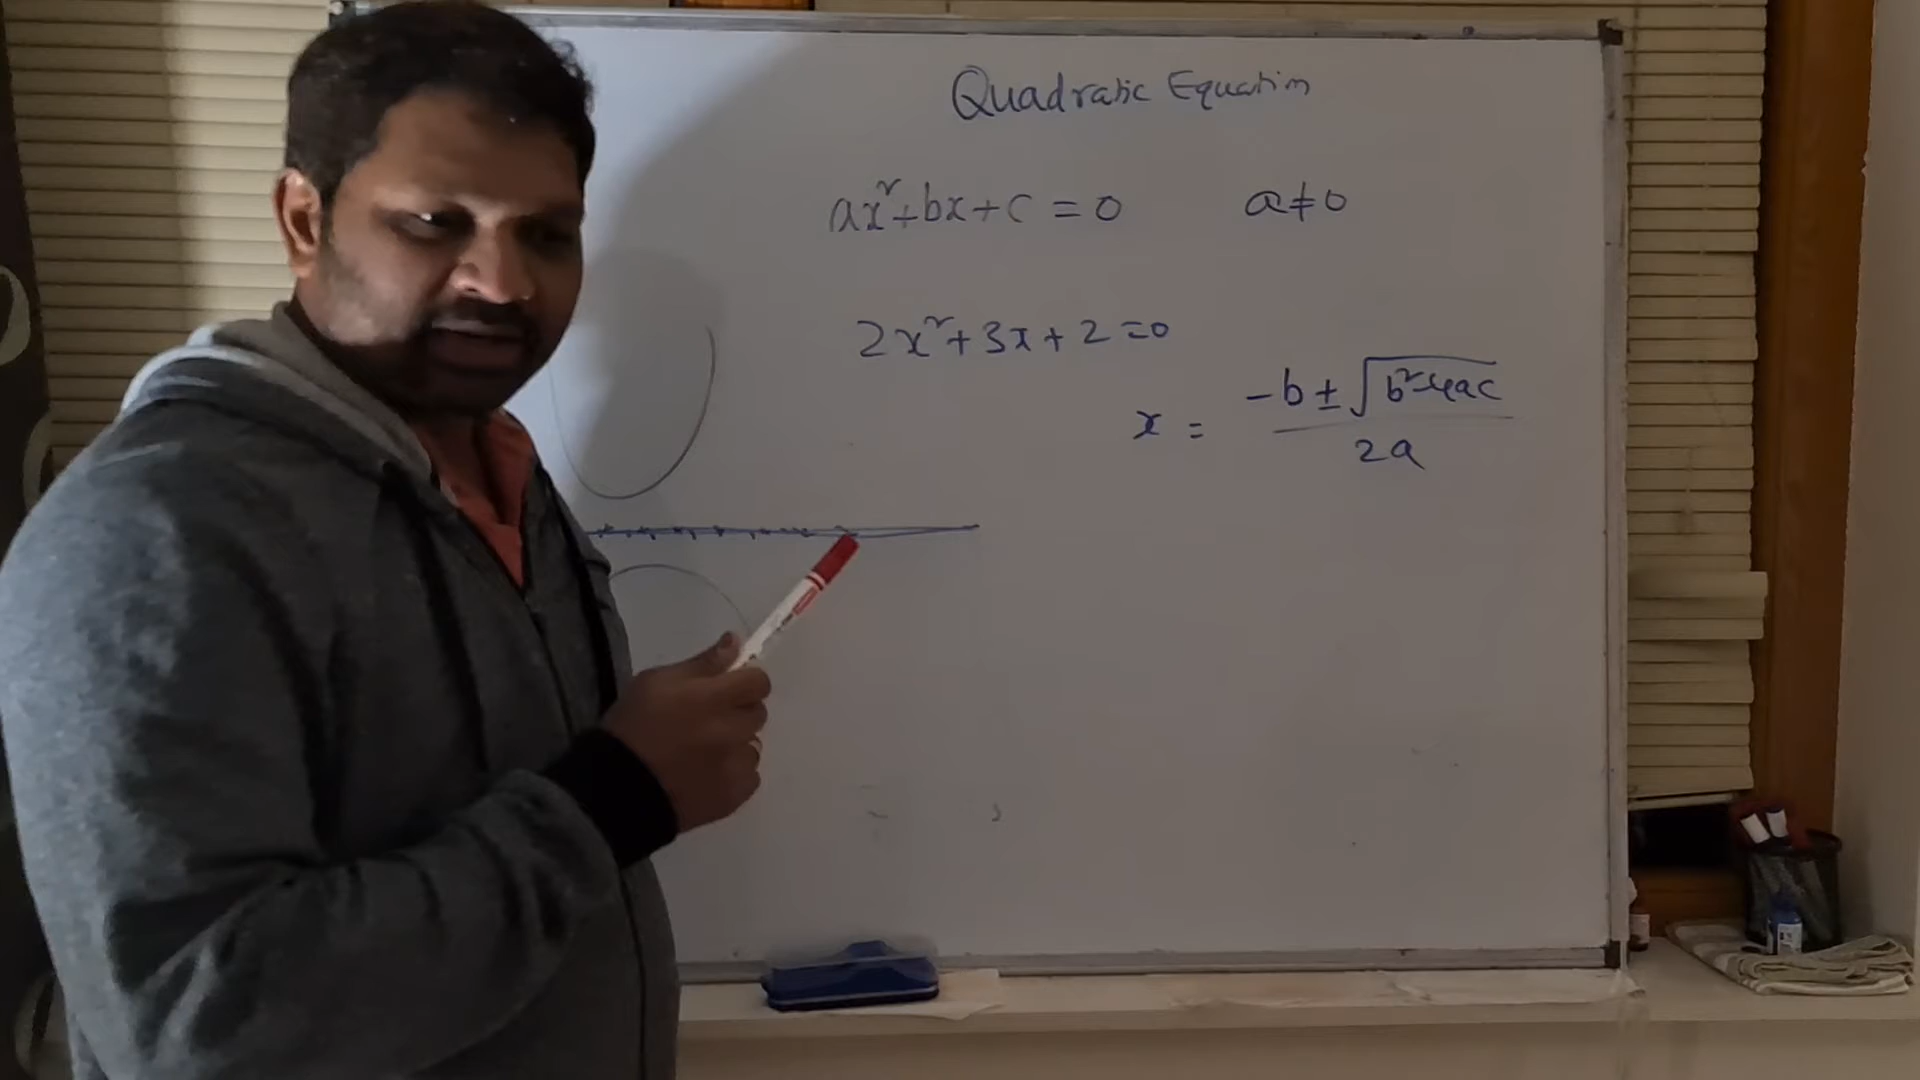 Quadratic Equation
ax²+bx+c = 0 a≠0
2x²+3x+2=0
x = -b ± √b²-4ac / 2a